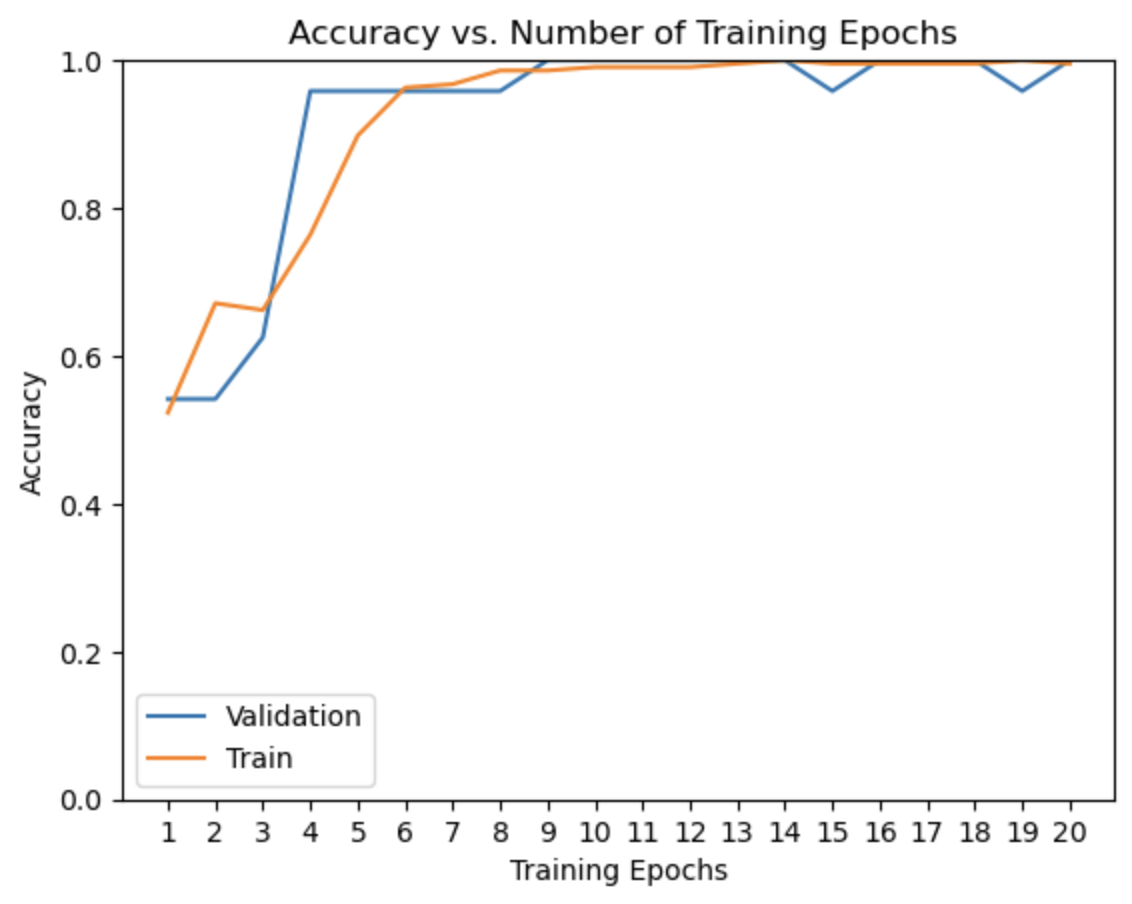 Accuracy vs. Number of Training Epochs
1.0
0.8
0.6
0.4
0.2
0.0
Accuracy
Validation
Train
1 2 3 4 5 6 7 8 9 10 11 12 13 14 15 16 17 18 19 20
Training Epochs